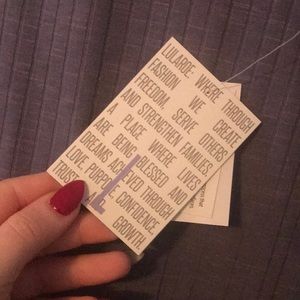 LULAROE: WHERE THROUGH
FASHION WE CREATE
FREEDOM, SERVE OTHERS
AND STRENGTHEN FAMILIES.
A PLACE WHERE LIVES
ARE BEING BLESSED AND
DREAMS ACHIEVED THROUGH
LOVE, PURPOSE, CONFIDENCE,
TRUST GROWTH.